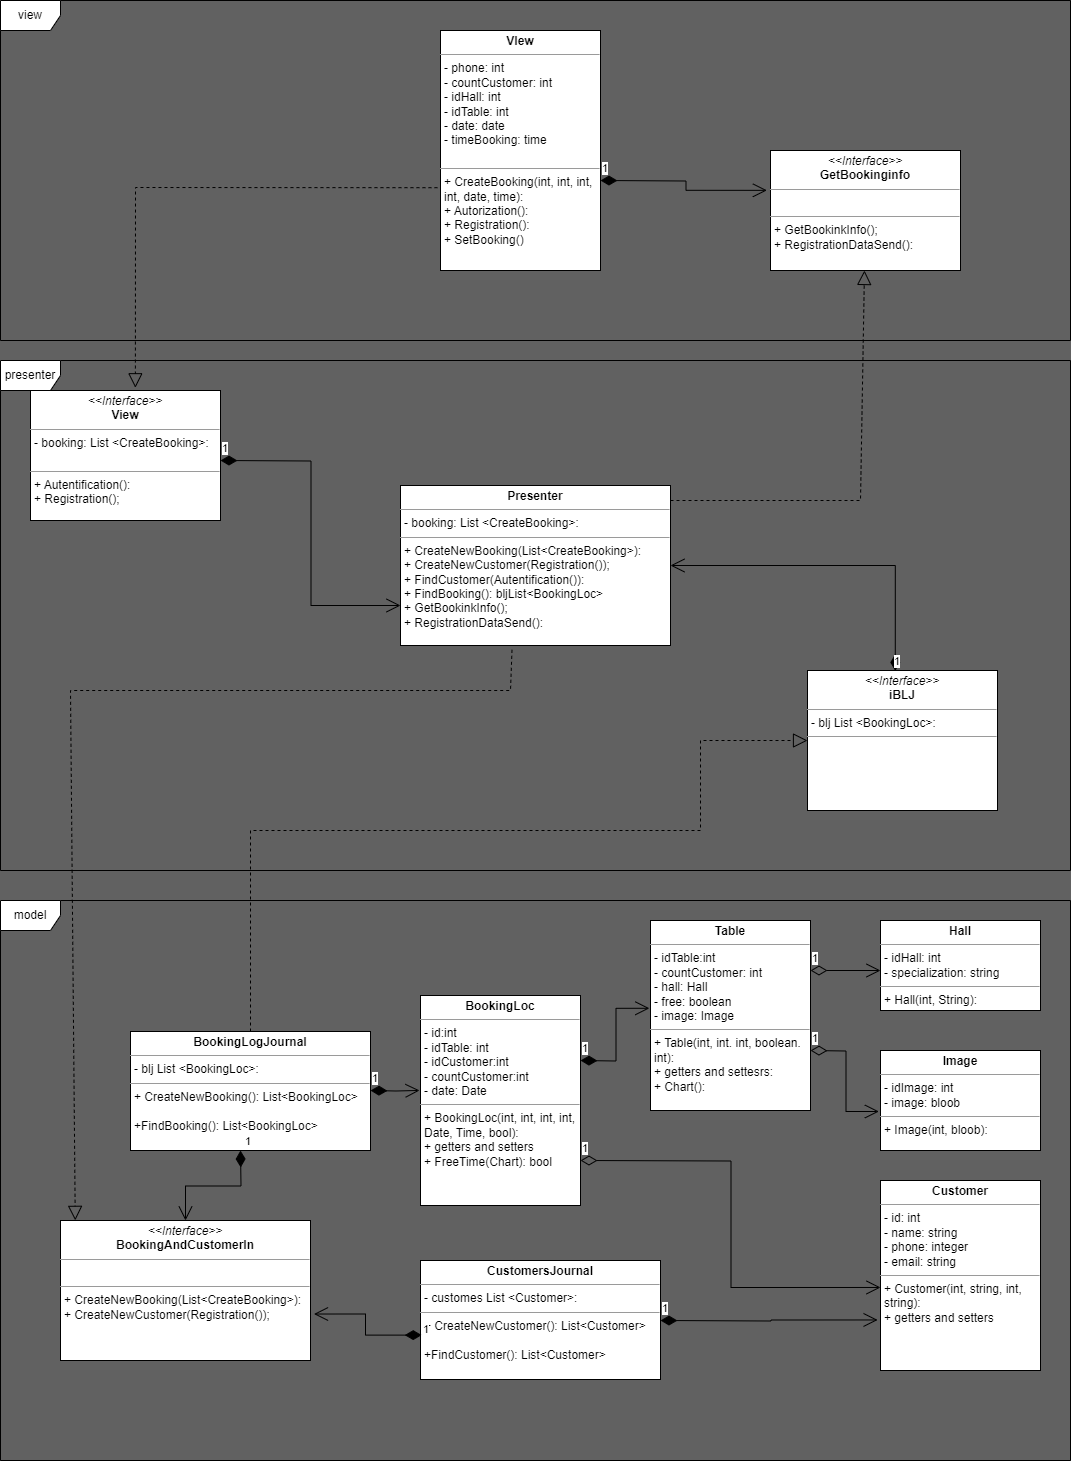 view
VIew
- phone: int
- countCustomer: int
- idHall: int
- idTable: int
- date: date
- timeBooking: time
+ CreateBooking(int, int, int,
int, date, time):
+ Autorization():
+ Registration():
+ SetBooking()
1
<<Interface>>
GetBookinginfo
+ GetBookinkInfo();
+ RegistrationDataSend():
presenter
<<Interface>>
View
- booking: List <CreateBooking>:
+ Autentification():
+ Registration();
1
Presenter
- booking: List <CreateBooking>:
+ CreateNewBooking(List<CreateBooking>):
+ CreateNewCustomer(Registration());
+ FindCustomer(Autentification()):
+ FindBooking(): bljList<BookingLoc>
+ GetBookinkInfo();
+ RegistrationDataSend():
1
<<Interface>>
iBLJ
- blj List <BookingLoc>:
model
Table
- idTable:int
- countCustomer: int
- hall: Hall
- free: boolean
- image: Image
+ Table(int, int. int, boolean.
int):
+ getters and settesrs:
+ Chart():
1
1
Hall
- idHall: int
- specialization: string
+ Hall(int, String):
BookingLoc
- id:int
- idTable: int
- idCustomer:int
- countCustomer:int
- date: Date
+ BookingLoc(int, int, int, int,
Date, Time, bool):
+ getters and setters
+ FreeTime(Chart): bool
1
1
BookingLogJournal
- blj List <BookingLoc>:
+ CreateNewBooking(): List<BookingLoc>
+FindBooking(): List<BookingLoc>
1
1
Image
- idImage: int
- image: bloob
+ Image(int, bloob):
Customer
- id: int
- name: string
- phone: integer
- email: string
+ Customer(int, string, int,
string):
+ getters and setters
<<Interface>>
BookingAndCustomerIn
+ CreateNewBooking(List<CreateBooking>):
+ CreateNewCustomer(Registration());
CustomersJournal
- customes List <Customer>:
1
CreateNewCustomer(): List<Customer>
+FindCustomer(): List<Customer>
1